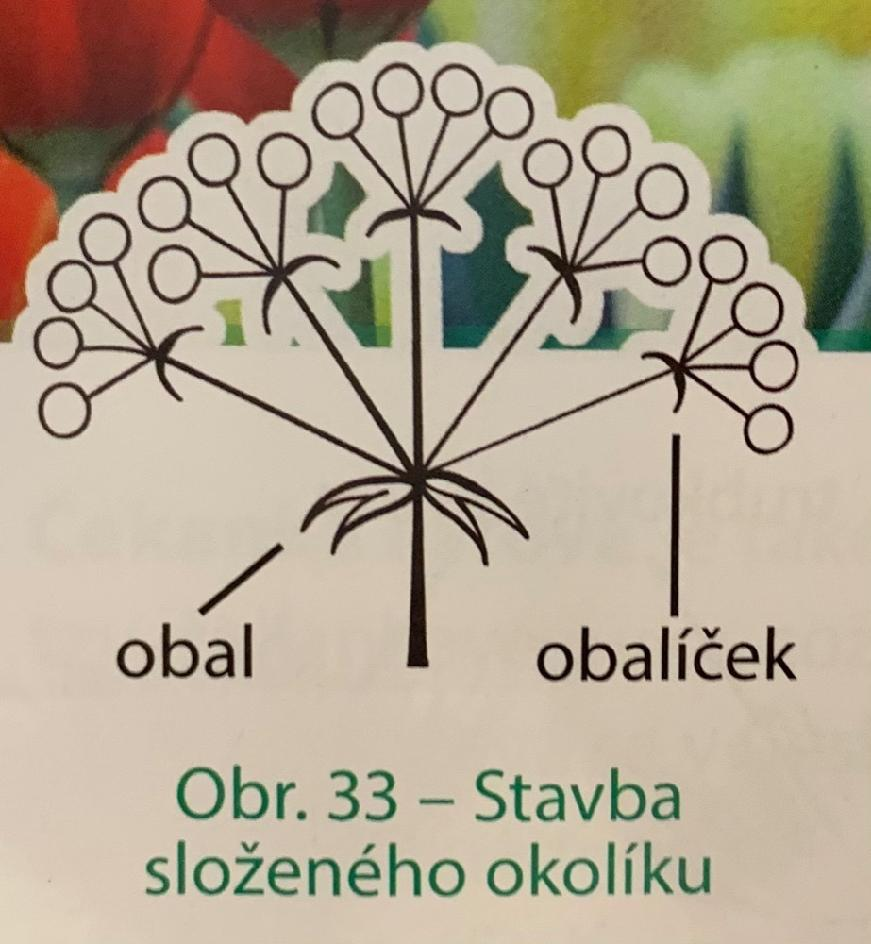 obal
obalíček
Obr. 33 – Stavba
složeného okolíku